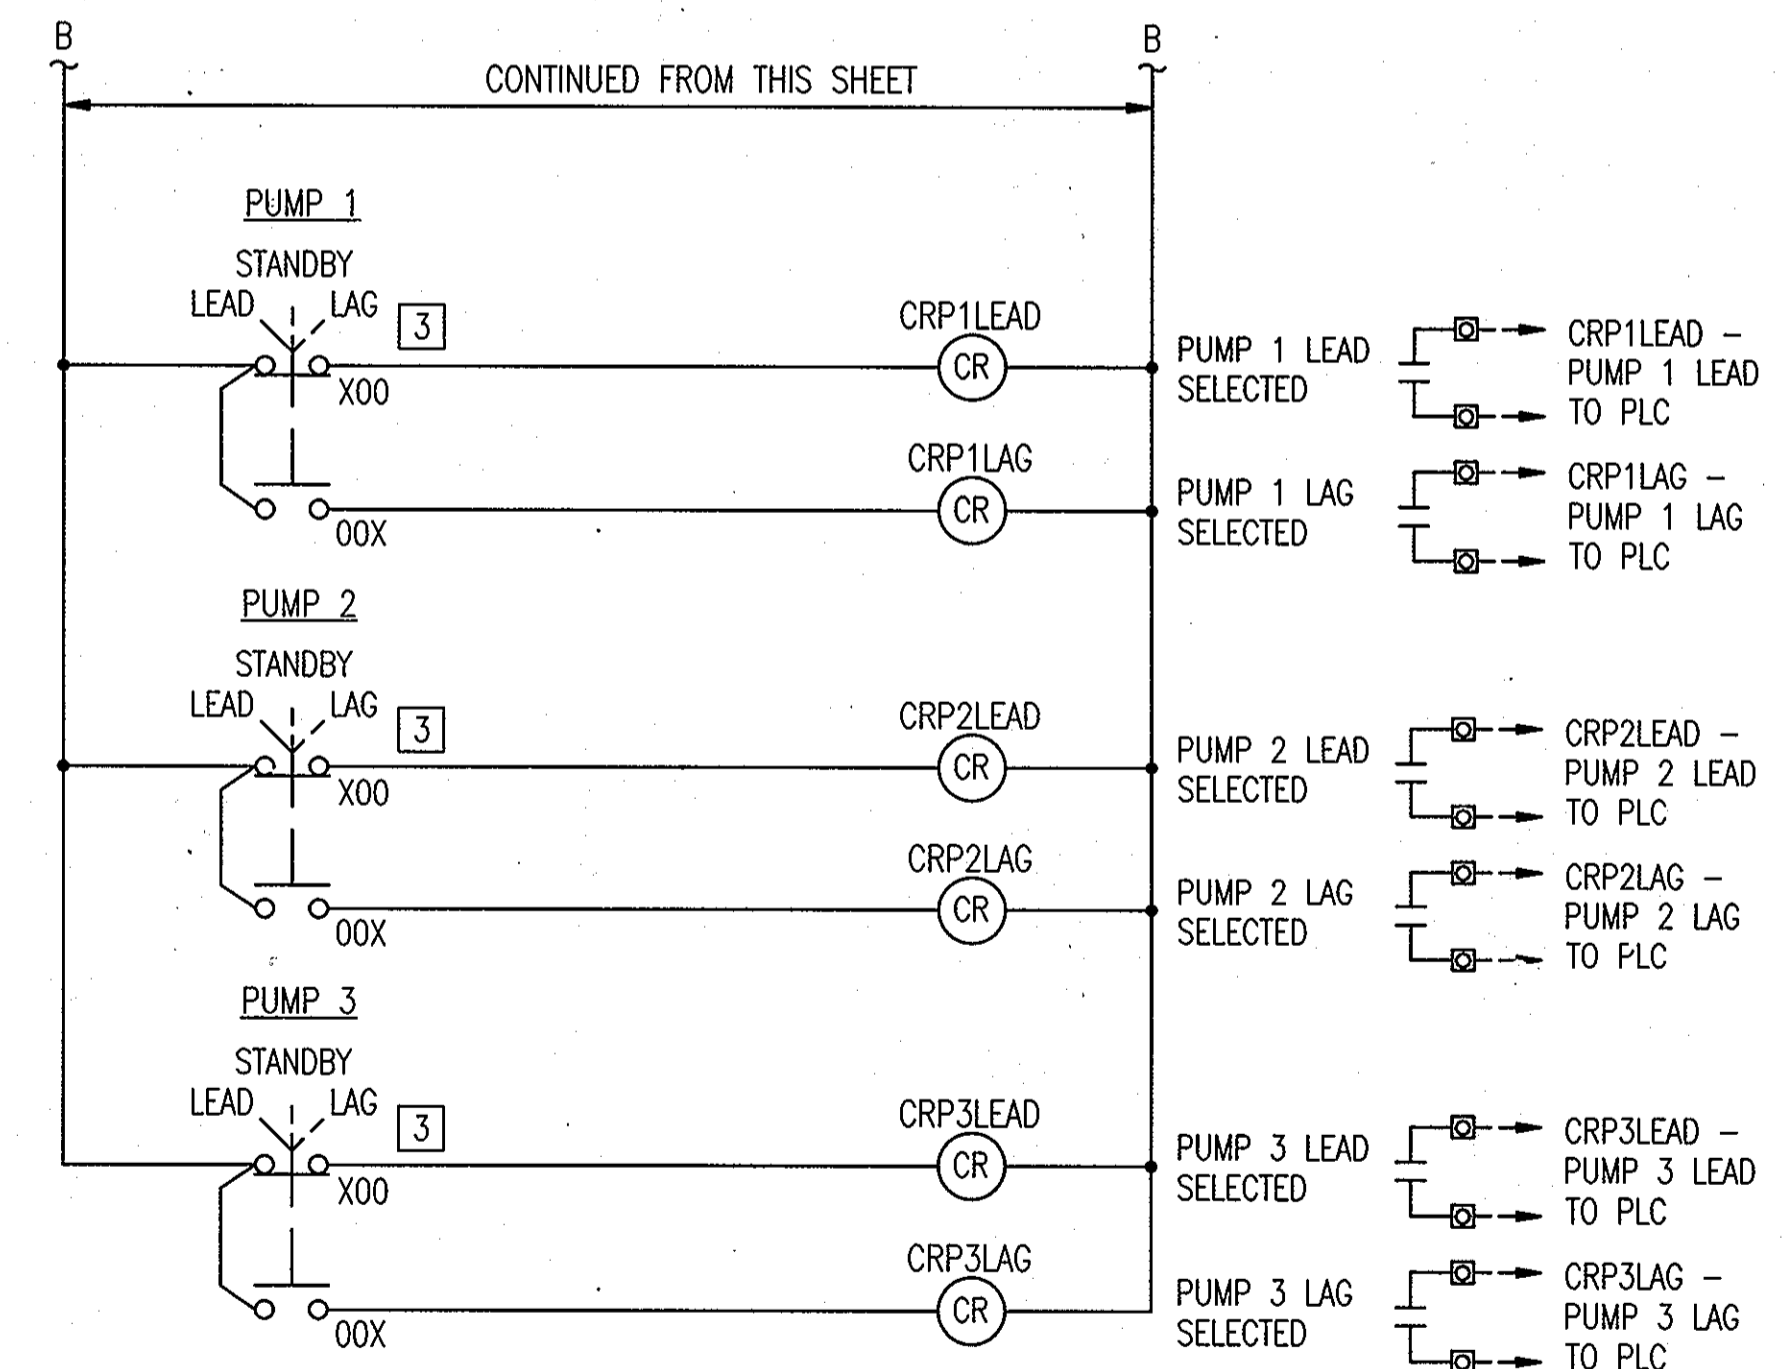 B
B
CONTINUED FROM THIS SHEET
PUMP 1
STANDBY
LEAD
LAG
3
X00
CRP1LEAD
CR
PUMP 1 LEAD
SELECTED
CRP1LEAD –
PUMP 1 LEAD
TO PLC
00X
CRP1LAG
CR
PUMP 1 LAG
SELECTED
CRP1LAG –
PUMP 1 LAG
TO PLC
PUMP 2
STANDBY
LEAD
LAG
3
X00
CRP2LEAD
CR
PUMP 2 LEAD
SELECTED
CRP2LEAD –
PUMP 2 LEAD
TO PLC
00X
CRP2LAG
CR
PUMP 2 LAG
SELECTED
CRP2LAG –
PUMP 2 LAG
TO PLC
PUMP 3
STANDBY
LEAD
LAG
3
X00
CRP3LEAD
CR
PUMP 3 LEAD
SELECTED
CRP3LEAD –
PUMP 3 LEAD
TO PLC
00X
CRP3LAG
CR
PUMP 3 LAG
SELECTED
CRP3LAG –
PUMP 3 LAG
TO PLC